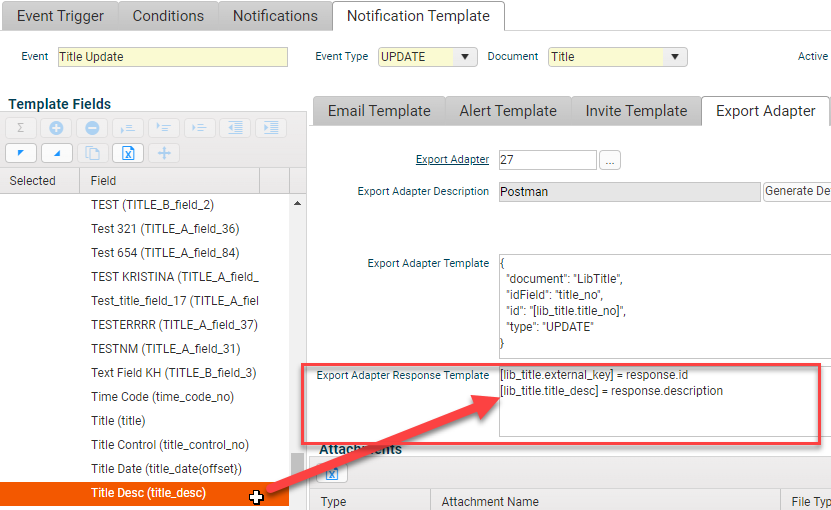 Event Trigger Conditions Notifications Notification Template
Event Title Update Event Type UPDATE Document Title Active
Template Fields
Σ
Selected Field
TEST (TITLE_B_field_2)
Test 321 (TITLE_A_field_36)
Test 654 (TITLE_A_field_84)
TEST KRISTINA (TITLE_A_field_
Test_title_field_17 (TITLE_A_fiel
TESTERRRR (TITLE_A_field_37)
TESTNM (TITLE_A_field_31)
Text Field KH (TITLE_B_field_3)
Time Code (time_code_no)
Title (title)
Title Control (title_control_no)
Title Date (title_date{offset})
Title Desc (title_desc)
Email Template Alert Template Invite Template Export Adapter
Export Adapter 27 ...
Export Adapter Description Postman Generate De
Export Adapter Template
{
"document": "LibTitle",
"idField": "title_no",
"id": "[lib_title.title_no]",
"type": "UPDATE"
}
Export Adapter Response Template
[lib_title.external_key] = response.id
[lib_title.title_desc] = response.description
Attachments
Type Attachment Name File Typ